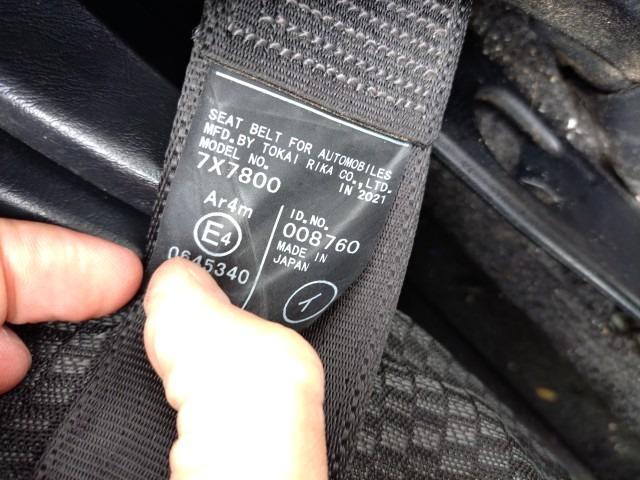 SEAT BELT FOR AUTOMOBILES
MFD. BY TOKAI RIKA CO., LTD.
MODEL NO. IN 2021
7X7800
Ar4m
E4
0645340
ID.NO.
008760
MADE IN
JAPAN
イ